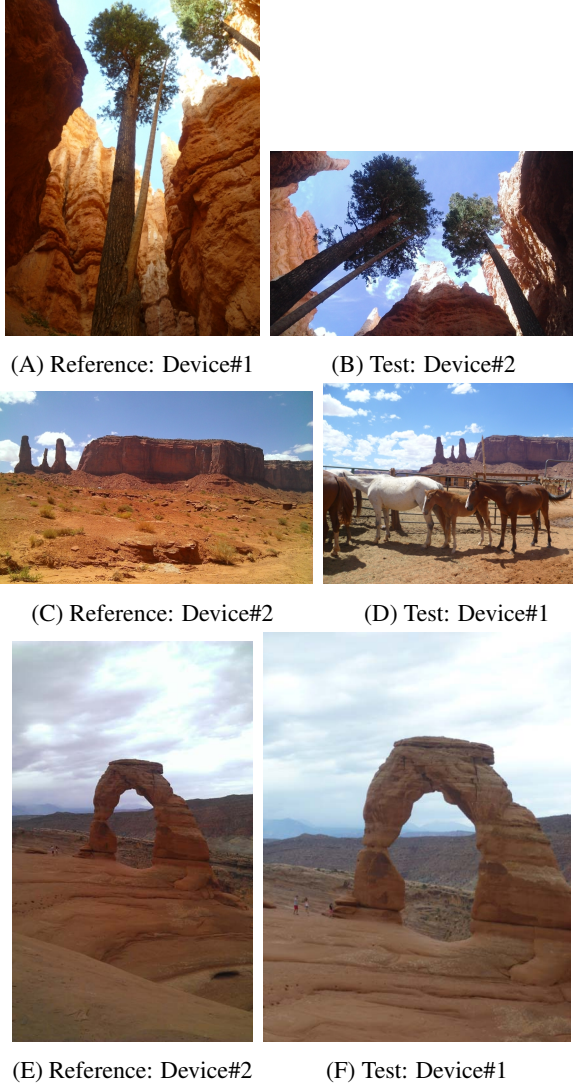 (A) Reference: Device#1
(B) Test: Device#2
(C) Reference: Device#2
(D) Test: Device#1
(E) Reference: Device#2
(F) Test: Device#1